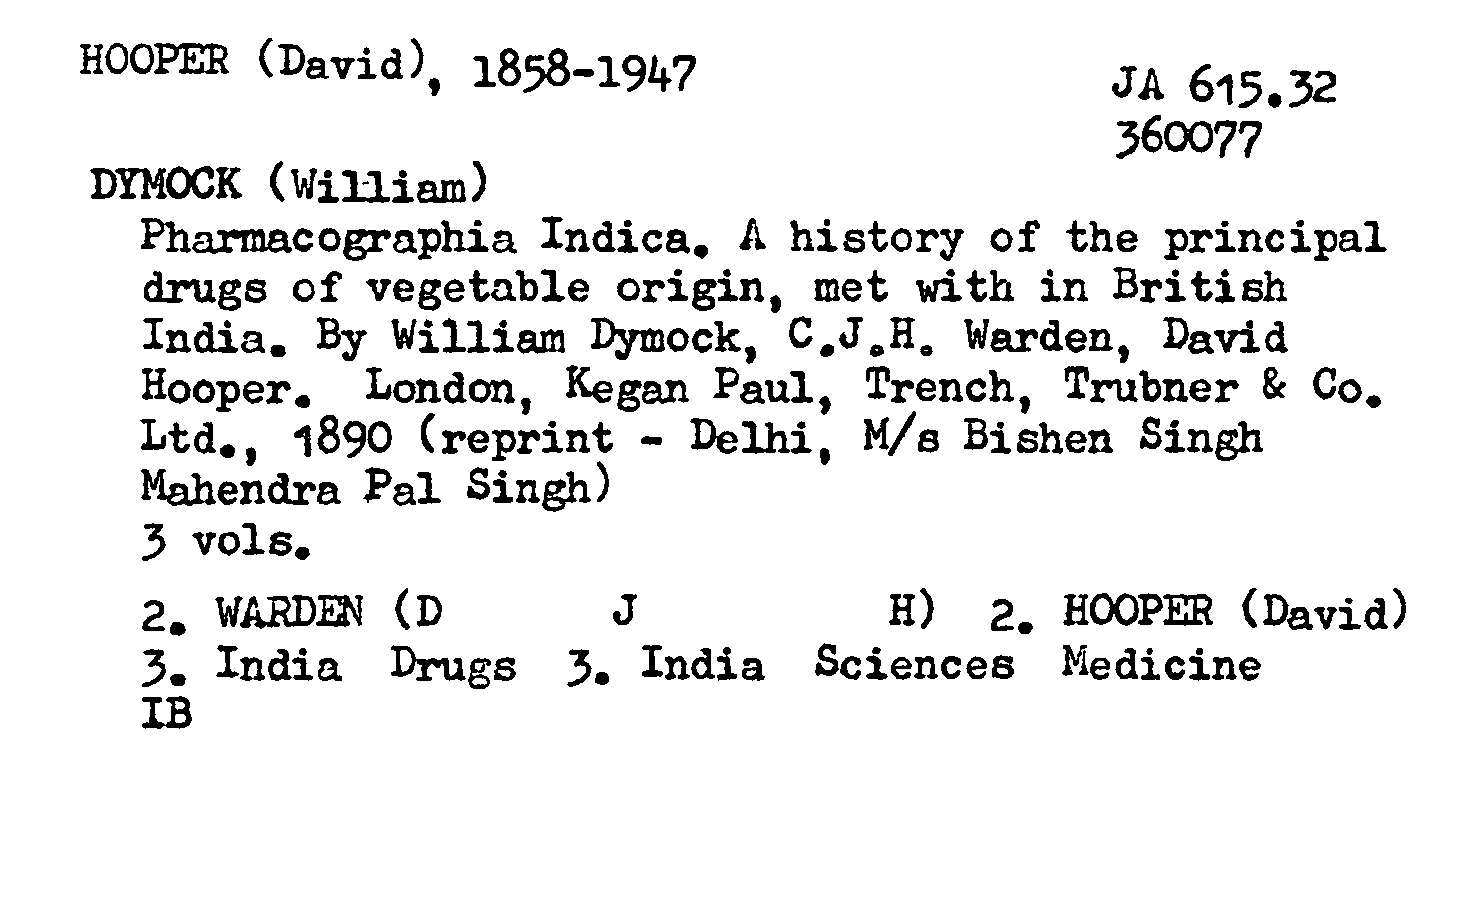 HOOPER (David), 1858-1947
JA 615.32
360077
DYMOCK (William)
Pharmacographia Indica. A history of the principal
drugs of vegetable origin, met with in British
India. By William Dymock, C.J.H. Warden, David
Hooper. London, Kegan Paul, Trench, Trubner & Co.
Ltd., 1890 (reprint - Delhi, M/s Bishen Singh
Mahendra Pal Singh)
3 vols.
2. WARDEN (D J H) 2. HOOPER (David)
3. India Drugs 3. India Sciences Medicine
IB